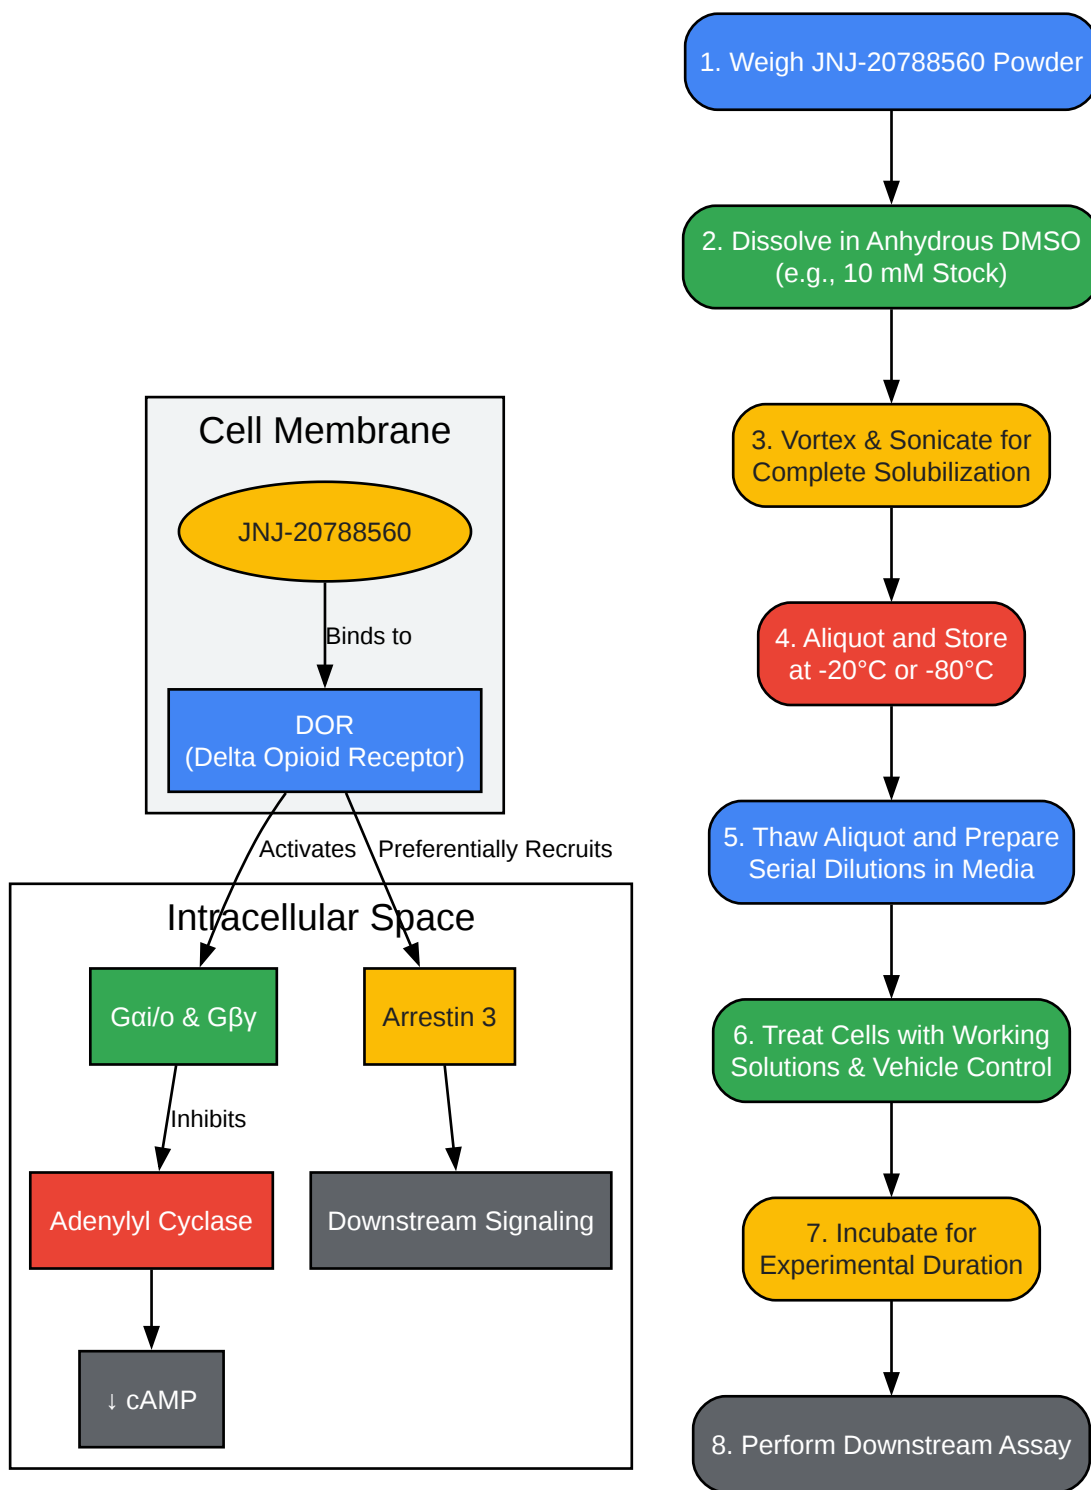 Cell Membrane
JNJ-20788560
Binds to
DOR
(Delta Opioid Receptor)
Activates
Preferentially Recruits
Intracellular Space
Gαi/o & Gβγ
Arrestin 3
Inhibits
Adenylyl Cyclase
Downstream Signaling
↓ cAMP
1. Weigh JNJ-20788560 Powder
2. Dissolve in Anhydrous DMSO
(e.g., 10 mM Stock)
3. Vortex & Sonicate for
Complete Solubilization
4. Aliquot and Store
at -20°C or -80°C
5. Thaw Aliquot and Prepare
Serial Dilutions in Media
6. Treat Cells with Working
Solutions & Vehicle Control
7. Incubate for
Experimental Duration
8. Perform Downstream Assay